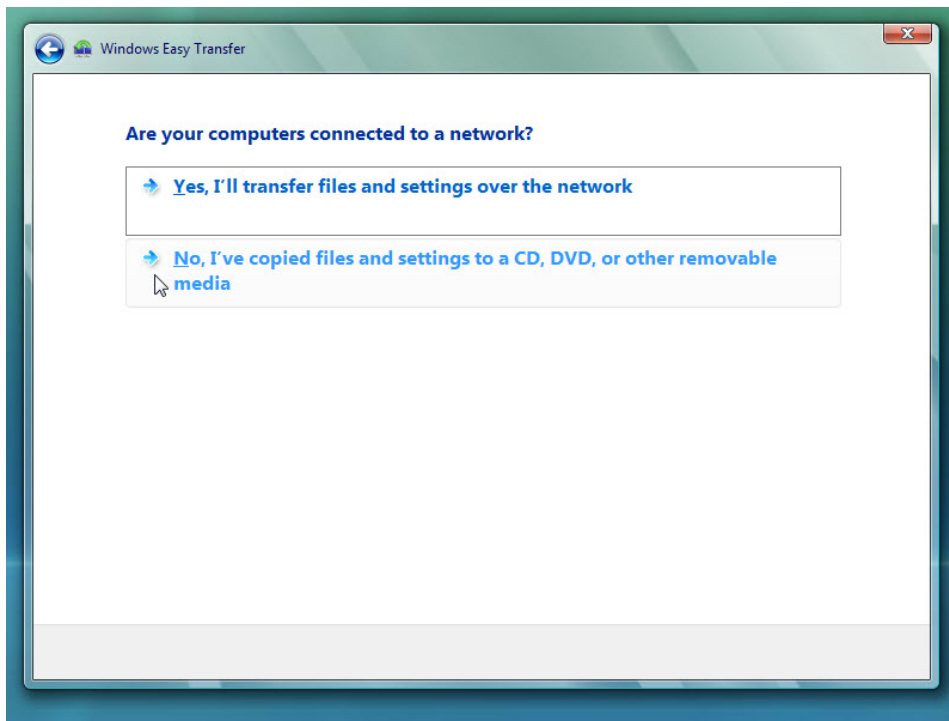 Windows Easy Transfer
Are your computers connected to a network?
Yes, I'll transfer files and settings over the network
No, I've copied files and settings to a CD, DVD, or other removable
media